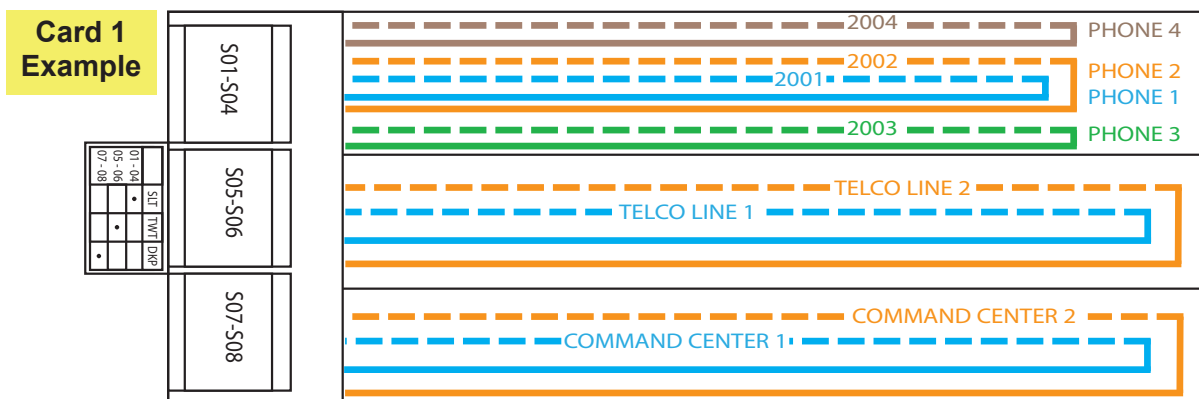 Card 1
Example
S01-S04
2004
PHONE 4
2002
PHONE 2
2001
PHONE 1
2003
PHONE 3
01 - 04
05 - 06
07 - 08
SLT
TWT
DKP
S05-S06
TELCO LINE 2
TELCO LINE 1
S07-S08
COMMAND CENTER 2
COMMAND CENTER 1